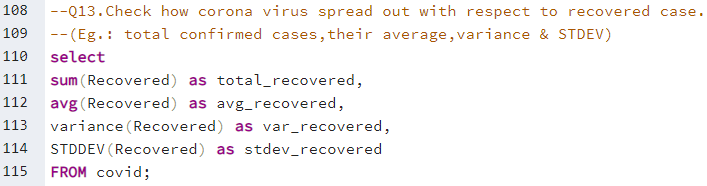 108 --Q13.Check how corona virus spread out with respect to recovered case.
109 --(Eg.: total confirmed cases,their average,variance & STDEV)
110 select
111 sum(Recovered) as total_recovered,
112 avg(Recovered) as avg_recovered,
113 variance(Recovered) as var_recovered,
114 STDDEV(Recovered) as stdev_recovered
115 FROM covid;